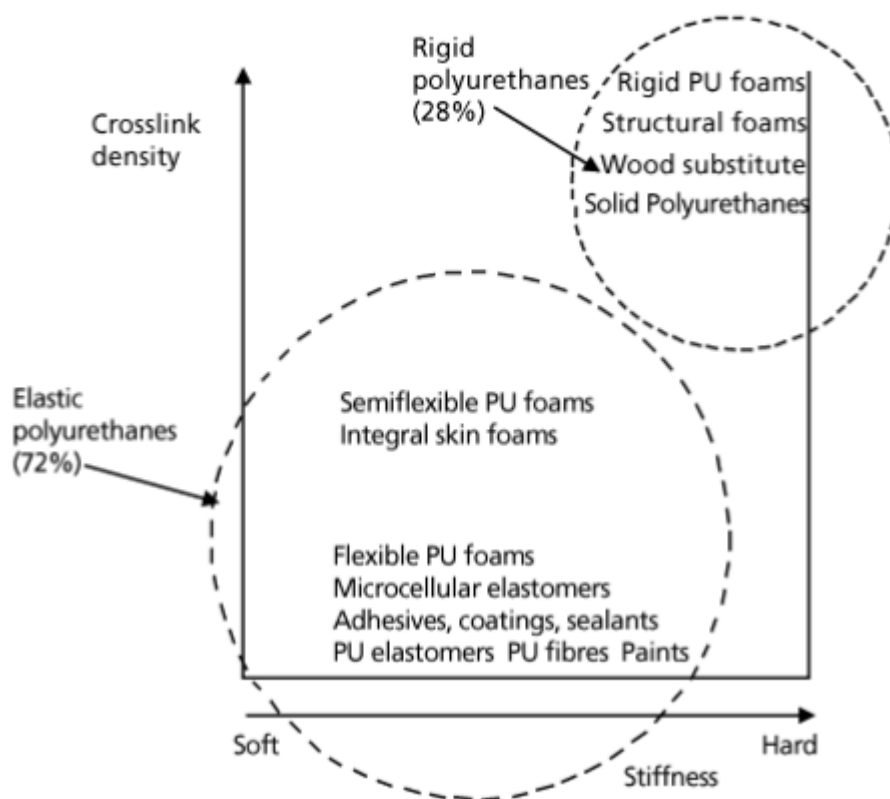 Rigid
polyurethanes
(28%)
Rigid PU foams
Structural foams
Wood substitute
Solid Polyurethanes
Crosslink
density
Elastic
polyurethanes
(72%)
Semiflexible PU foams
Integral skin foams
Flexible PU foams
Microcellular elastomers
Adhesives, coatings, sealants
PU elastomers PU fibres Paints
Soft
Hard
Stiffness